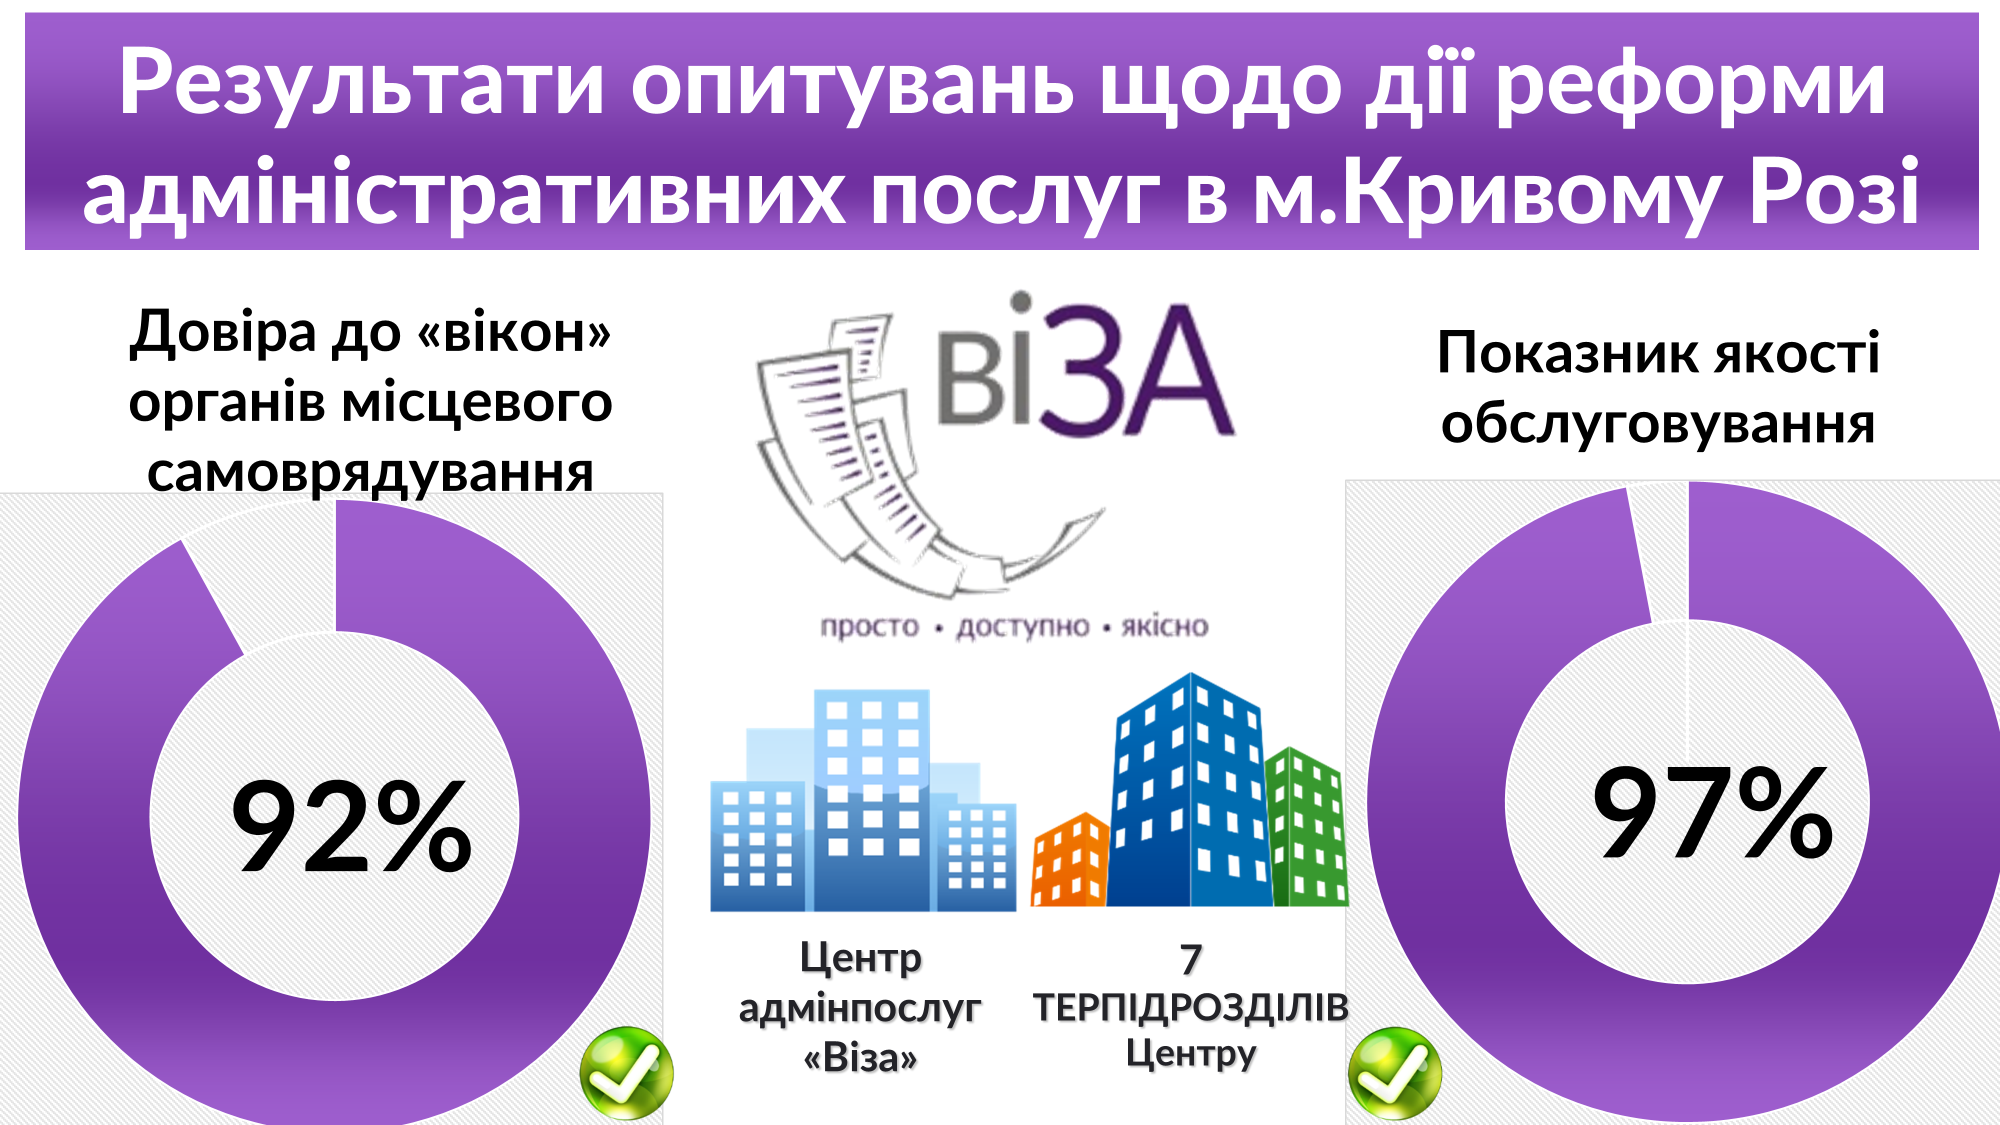 Результати опитувань щодо дії реформи
адміністративних послуг в м.Кривому Розі
Довіра до «вікон»
органів місцевого
самоврядування
92%
віЗА
просто • доступно • якісно
Центр
адмінпослуг
«Віза»
7
ТЕРПІДРОЗДІЛІВ
Центру
Показник якості
обслуговування
97%